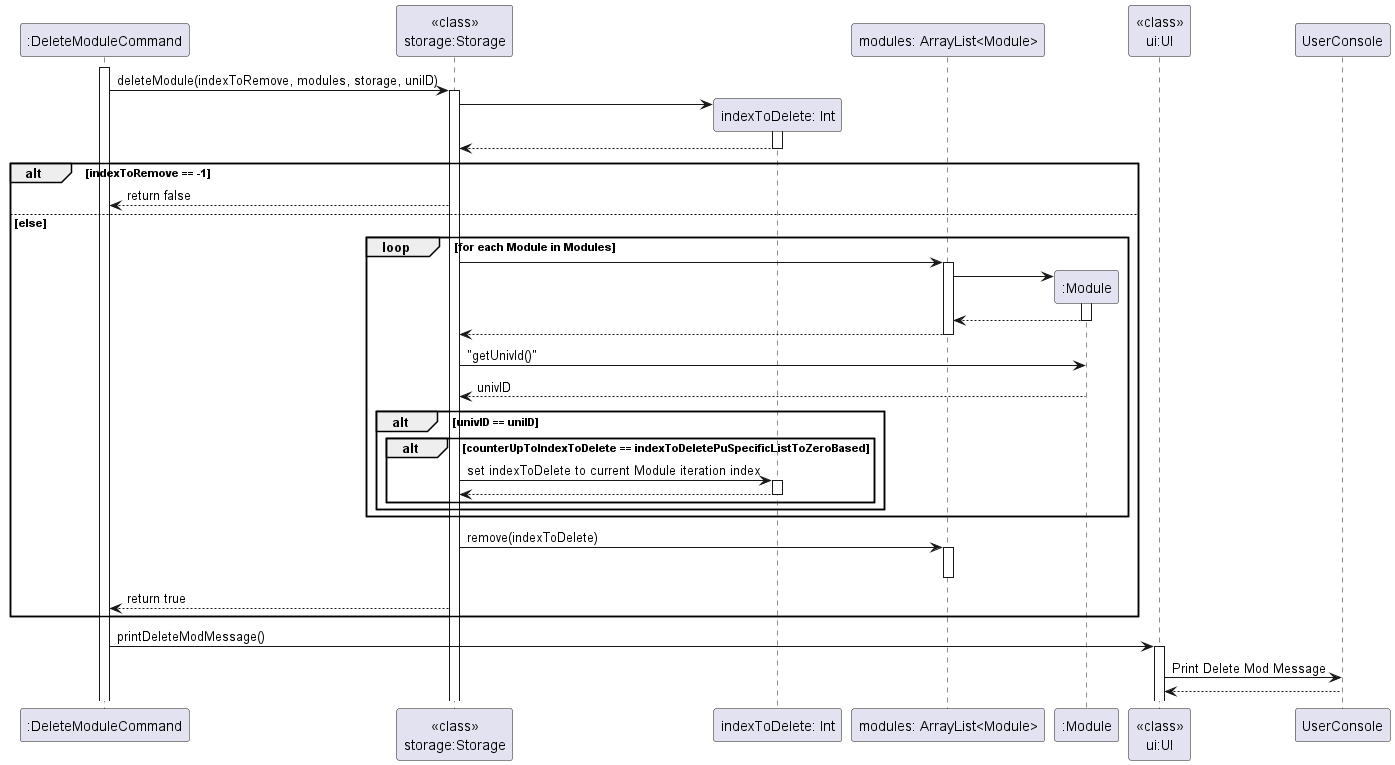 :DeleteModuleCommand
«class»
storage:Storage
modules: ArrayList<Module>
«class»
ui:UI
UserConsole
deleteModule(indexToRemove, modules, storage, uniID)
indexToDelete: Int
alt
[indexToRemove == -1]
return false
[else]
loop
[for each Module in Modules]
:Module
"getUnivId()"
univID
alt
[univID == uniID]
alt
[counterUpToIndexToDelete == indexToDeletePuSpecificListToZeroBased]
set indexToDelete to current Module iteration index
remove(indexToDelete)
return true
printDeleteModMessage()
Print Delete Mod Message
:DeleteModuleCommand
«class»
storage:Storage
indexToDelete: Int
modules: ArrayList<Module>
:Module
«class»
ui:UI
UserConsole